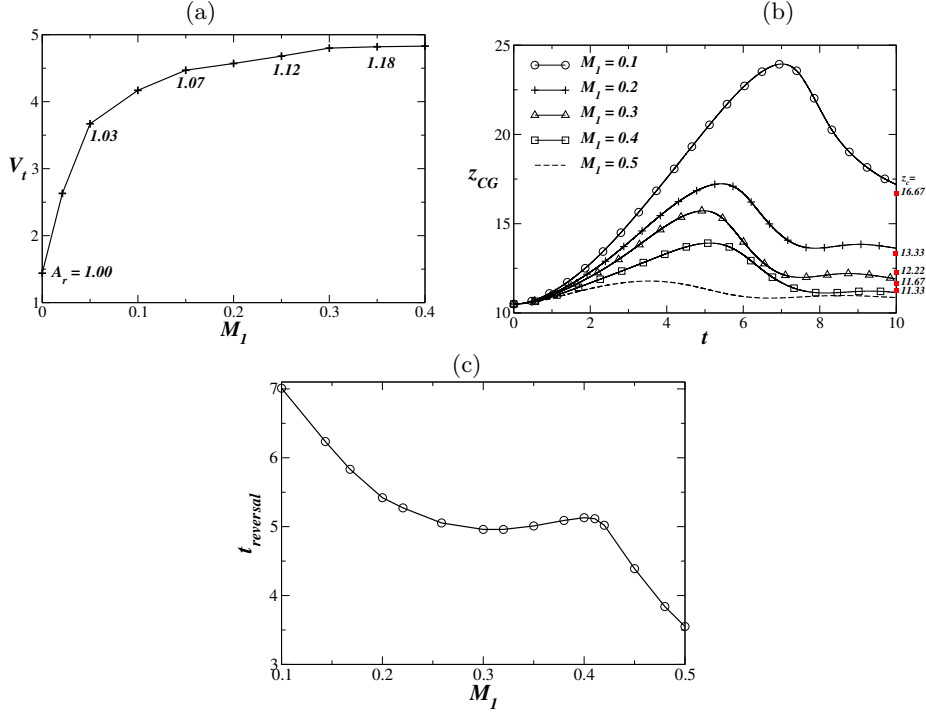 (a)
5
4
3
2
1
V_t
A_r = 1.00
1.03
1.07
1.12
1.18
0
0.1
0.2
0.3
0.4
M_1
(b)
25
20
15
10
z_CG
M_1 = 0.1
M_1 = 0.2
M_1 = 0.3
M_1 = 0.4
M_1 = 0.5
z_c=
16.67
13.33
12.22
11.67
11.33
0
2
4
6
8
10
t
(c)
7
6
5
4
3
t_reversal
0.1
0.2
0.3
0.4
0.5
M_1